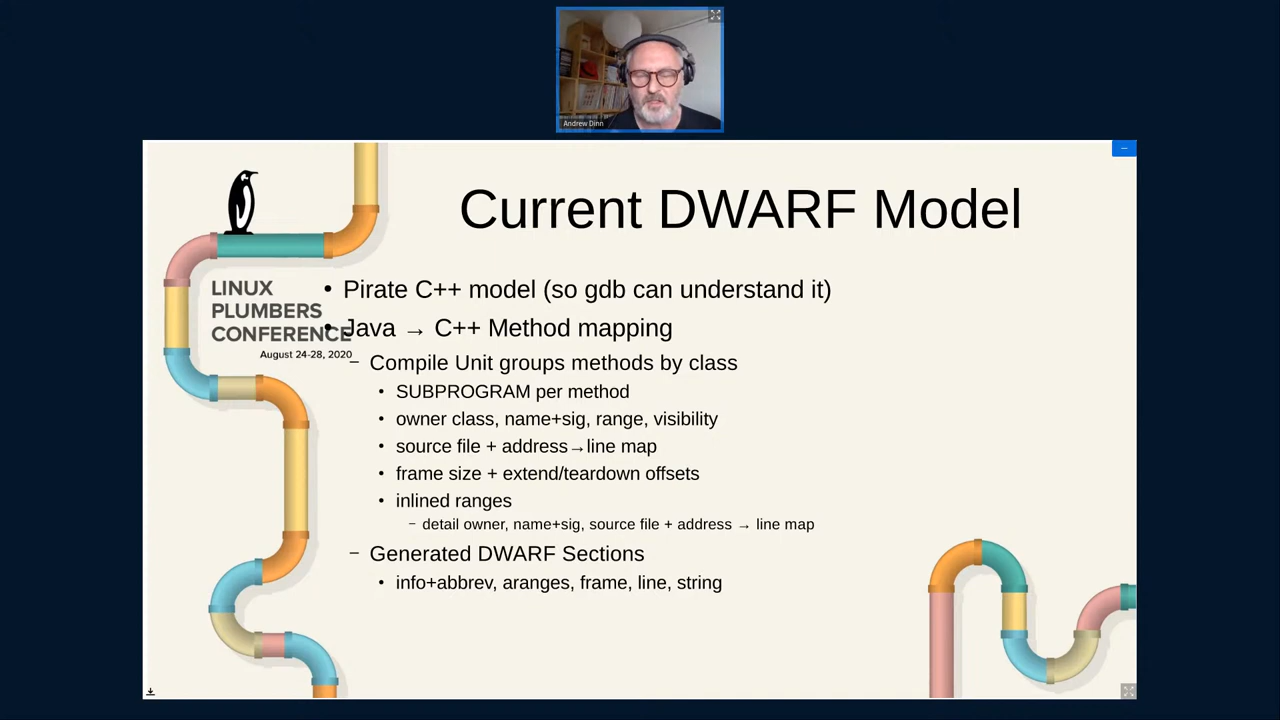 Andrew Dinn
Current DWARF Model
LINUX
PLUMBERS
CONFERENCE
August 24-28, 2020
• Pirate C++ model (so gdb can understand it)
• Java → C++ Method mapping
– Compile Unit groups methods by class
• SUBPROGRAM per method
• owner class, name+sig, range, visibility
• source file + address→line map
• frame size + extend/teardown offsets
• inlined ranges
– detail owner, name+sig, source file + address → line map
– Generated DWARF Sections
• info+abbrev, aranges, frame, line, string